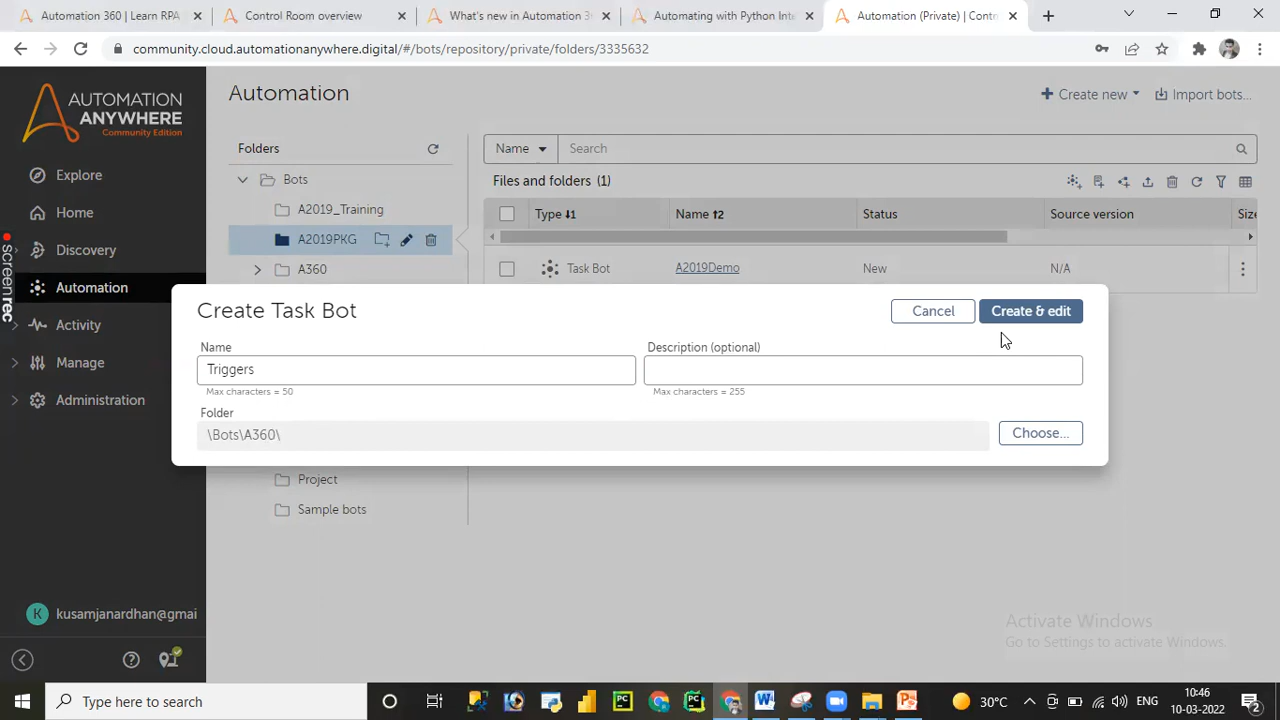 Automation 360 | Learn RPA
Control Room overview
What's new in Automation 3
Automating with Python Inte
Automation (Private) | Contr
community.cloud.automationanywhere.digital/#/bots/repository/private/folders/3335632
AUTOMATION
ANYWHERE
Community Edition
Explore
Home
Discovery
Automation
Activity
Manage
Administration
kusamjanardhan@gmai
K
screenrec
Automation
Create new
Import bots...
Folders
Bots
A2019_Training
A2019PKG
A360
Project
Sample bots
Name
Search
Files and folders (1)
Type
Name
Status
Source version
Size
Task Bot
A2019Demo
New
N/A
Create Task Bot
Cancel
Create & edit
Name
Description (optional)
Triggers
Max characters = 50
Max characters = 255
Folder
\Bots\A360\
Choose...
Activate Windows
Go to Settings to activate Windows.
Type here to search
30°C
ENG
10:46
10-03-2022
2